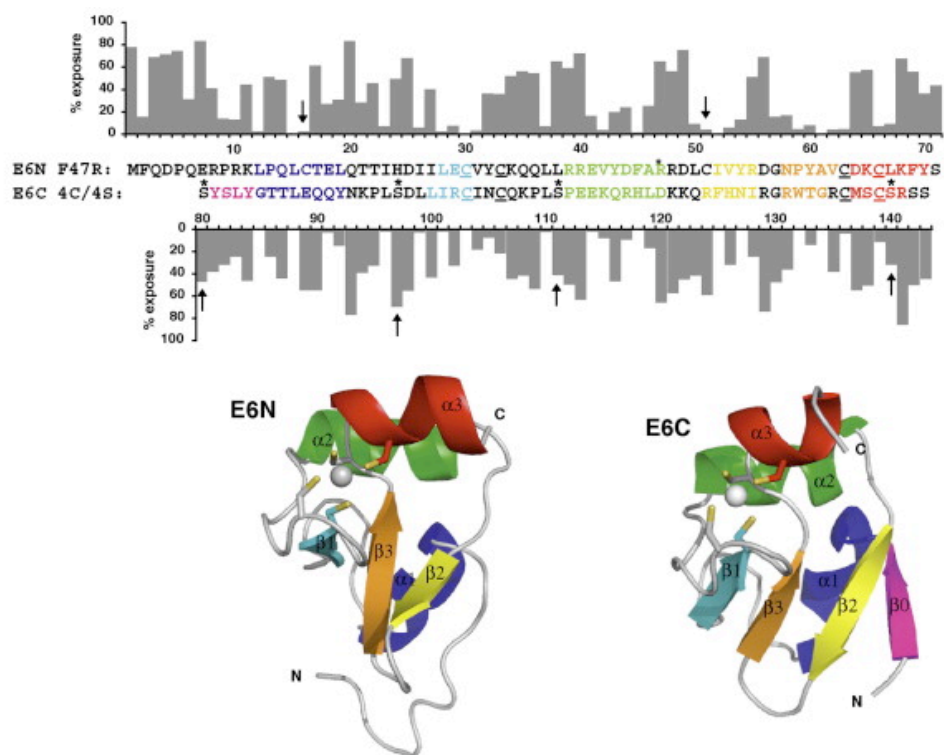 100
80
60
40
20
0
% exposure
10 20 30 40 50 60 70
E6N F47R: MFQDPQERPRKLPQLCTELQTTIHDIILECVYCKQQLLRREVYDFARRDLCIVYRDGNPYAVCDKCLKFYS
* * * * *
E6C 4C/4S: SYSLYGTTLEQQYNKPLSDLLIRCINCQKPLSPEEKQRHLDKKQRFHNIRGRWTGRCMSCSRSS
80 90 100 110 120 130 140
0
20
40
60
80
100
% exposure
E6N α3 C
α2
β1 β3 β2
α1
N
E6C α3 C
α2
β1 β3 α1 β2 β0
N